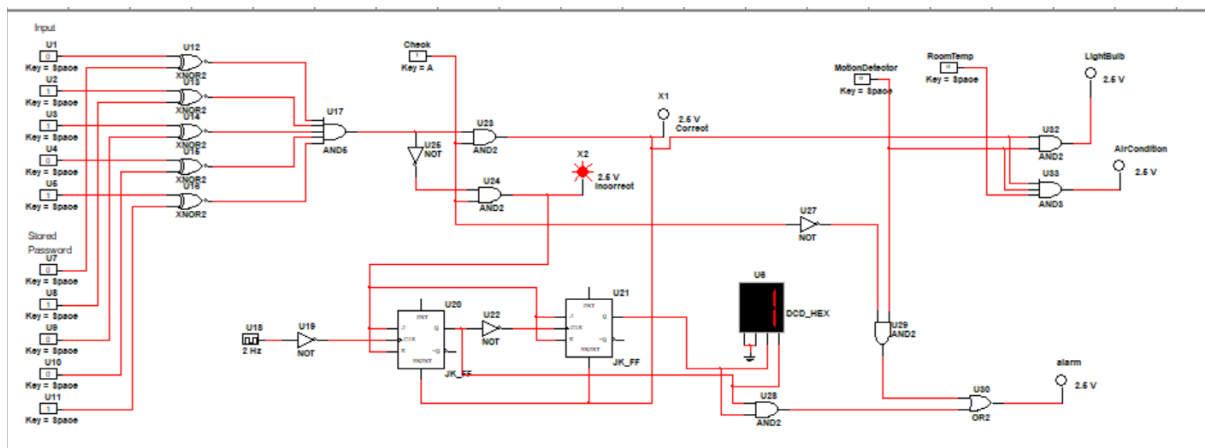 Input
U1
0
Key = Space
U2
1
Key = Space
U3
1
Key = Space
U4
0
Key = Space
U5
1
Key = Space
Stored
Password
U7
0
Key = Space
U8
1
Key = Space
U9
0
Key = Space
U10
0
Key = Space
U11
1
Key = Space
U12
XNOR2
U13
XNOR2
U14
XNOR2
U15
XNOR2
U16
XNOR2
U17
AND5
Check
1
Key = A
U25
NOT
U23
AND2
U24
AND2
X1
2.5 V
Correct
X2
2.5 V
Incorrect
MotionDetector
Key = Space
RoomTemp
Key = Space
LightBulb
2.5 V
U32
AND2
AirCondition
2.5 V
U33
AND3
U27
NOT
U18
2 Hz
U19
NOT
U20
J
Q
CLK
K
~Q
JK_FF
U22
NOT
U21
J
Q
CLK
K
~Q
JK_FF
U6
1
DCD_HEX
U29
AND2
U28
AND2
U30
OR2
alarm
2.5 V